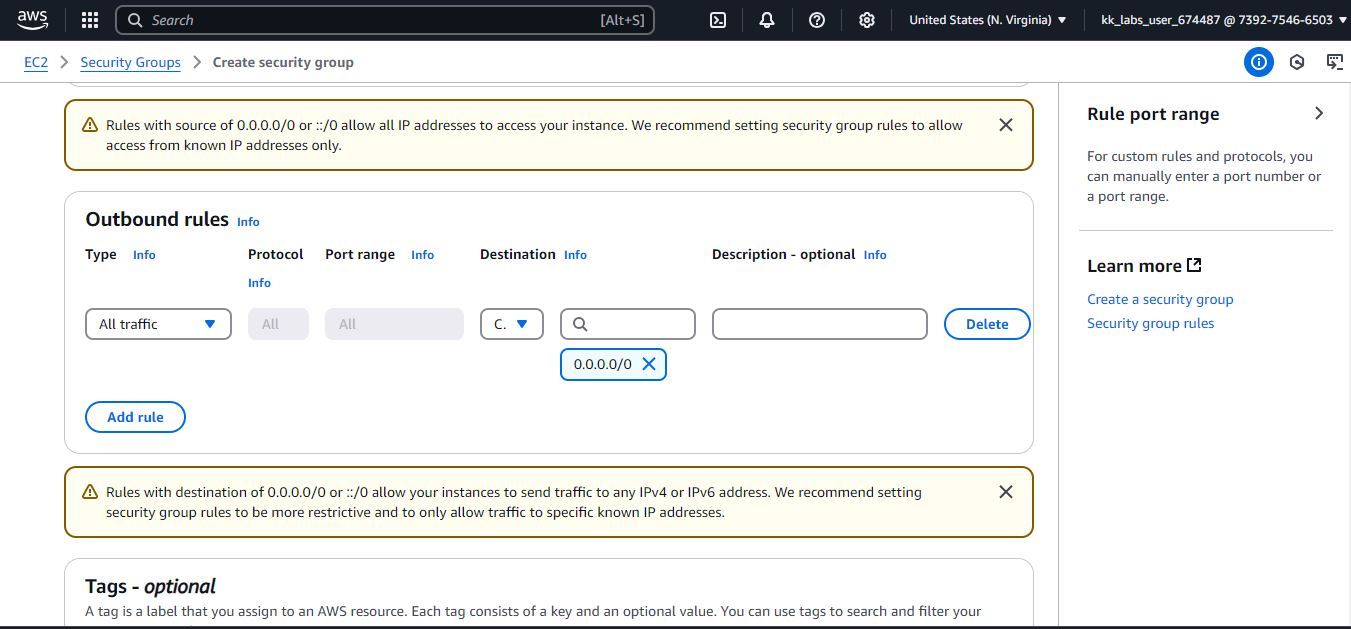 aws
Search [Alt+S]
United States (N. Virginia)
kk_labs_user_674487 @ 7392-7546-6503
EC2 > Security Groups > Create security group
Rules with source of 0.0.0.0/0 or ::/0 allow all IP addresses to access your instance. We recommend setting security group rules to allow
access from known IP addresses only.
Outbound rules Info
Type Info Protocol Port range Info Destination Info Description - optional Info
Info
All traffic All All C. Delete
0.0.0.0/0
Add rule
Rules with destination of 0.0.0.0/0 or ::/0 allow your instances to send traffic to any IPv4 or IPv6 address. We recommend setting
security group rules to be more restrictive and to only allow traffic to specific known IP addresses.
Tags - optional
A tag is a label that you assign to an AWS resource. Each tag consists of a key and an optional value. You can use tags to search and filter your
Rule port range
For custom rules and protocols, you
can manually enter a port number or
a port range.
Learn more
Create a security group
Security group rules